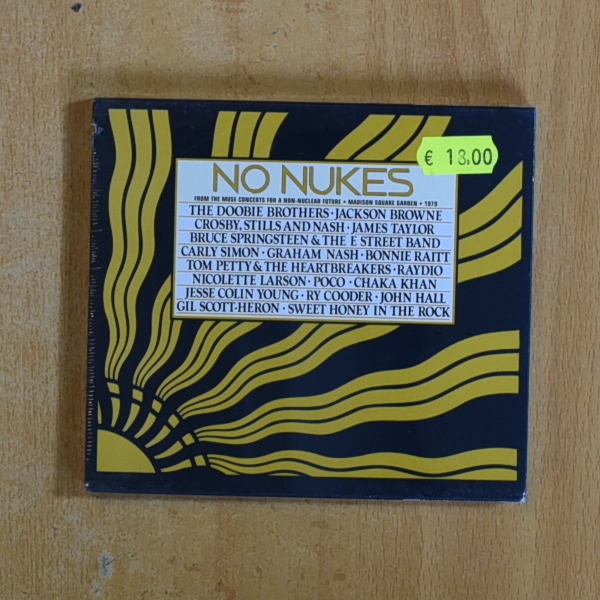 € 13.00
NO NUKES
FROM THE MUSE CONCERTS FOR A NON-NUCLEAR FUTURE • MADISON SQUARE GARDEN • 1979
THE DOOBIE BROTHERS · JACKSON BROWNE
CROSBY, STILLS AND NASH · JAMES TAYLOR
BRUCE SPRINGSTEEN & THE E STREET BAND
CARLY SIMON · GRAHAM NASH · BONNIE RAITT
TOM PETTY & THE HEARTBREAKERS · RAYDIO
NICOLETTE LARSON · POCO · CHAKA KHAN
JESSE COLIN YOUNG · RY COODER · JOHN HALL
GIL SCOTT-HERON · SWEET HONEY IN THE ROCK